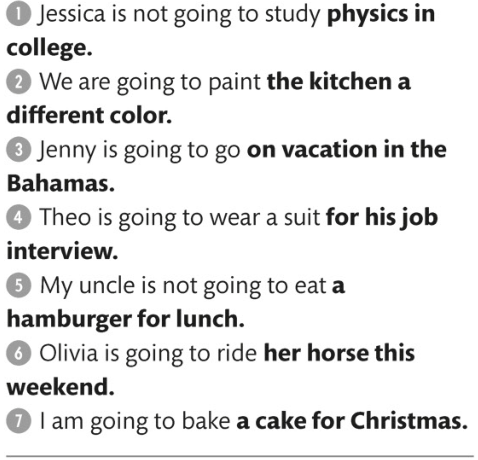 1 Jessica is not going to study physics in
college.
2 We are going to paint the kitchen a
different color.
3 Jenny is going to go on vacation in the
Bahamas.
4 Theo is going to wear a suit for his job
interview.
5 My uncle is not going to eat a
hamburger for lunch.
6 Olivia is going to ride her horse this
weekend.
7 I am going to bake a cake for Christmas.